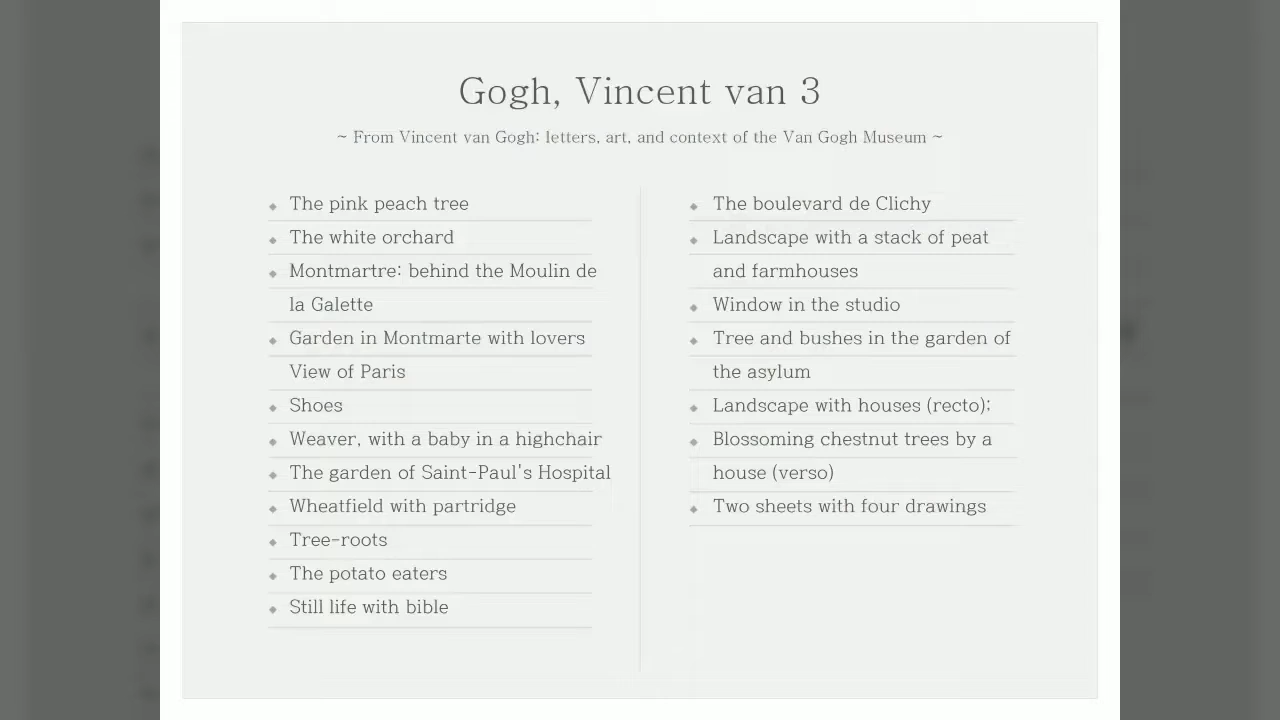 Gogh, Vincent van 3
~ From Vincent van Gogh: letters, art, and context of the Van Gogh Museum ~
The pink peach tree
The white orchard
Montmartre: behind the Moulin de
la Galette
Garden in Montmarte with lovers
View of Paris
Shoes
Weaver, with a baby in a highchair
The garden of Saint-Paul's Hospital
Wheatfield with partridge
Tree-roots
The potato eaters
Still life with bible
The boulevard de Clichy
Landscape with a stack of peat
and farmhouses
Window in the studio
Tree and bushes in the garden of
the asylum
Landscape with houses (recto);
Blossoming chestnut trees by a
house (verso)
Two sheets with four drawings